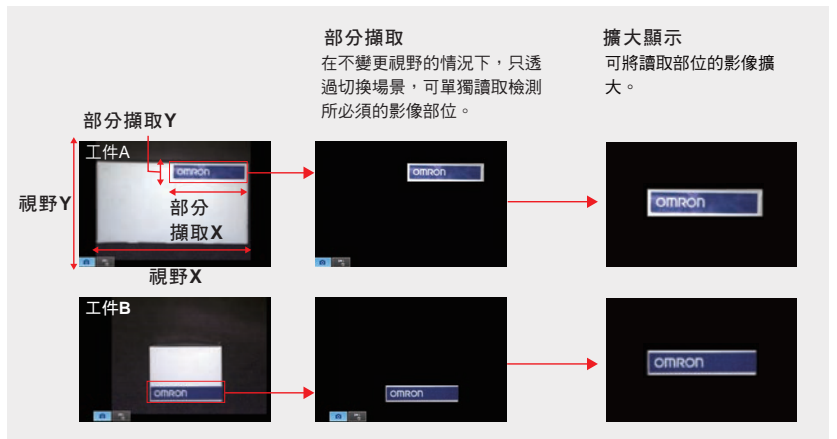 部分擷取
在不變更視野的情況下，只透
過切換場景，可單獨讀取檢測
所必須的影像部位。
擴大顯示
可將讀取部位的影像擴
大。
部分擷取Y
工件A
omron
視野Y
部分
擷取X
視野X
omron
omron
工件B
omron
omron
omron